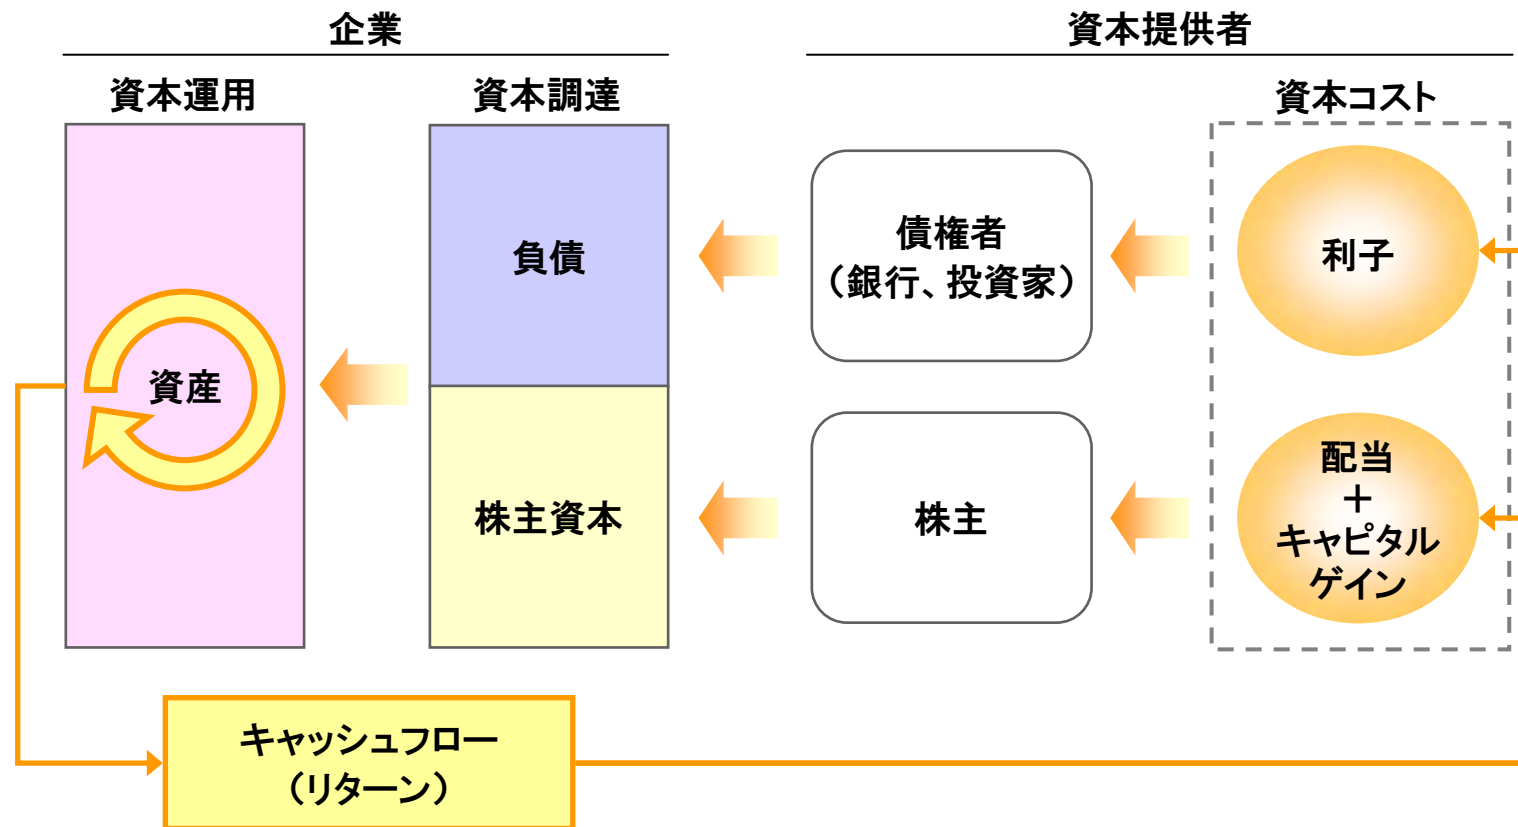 企業
資本提供者
資本運用
資本調達
資本コスト
負債
債権者
（銀行、投資家）
利子
資産
株主資本
株主
配当
＋
キャピタル
ゲイン
キャッシュフロー
（リターン）